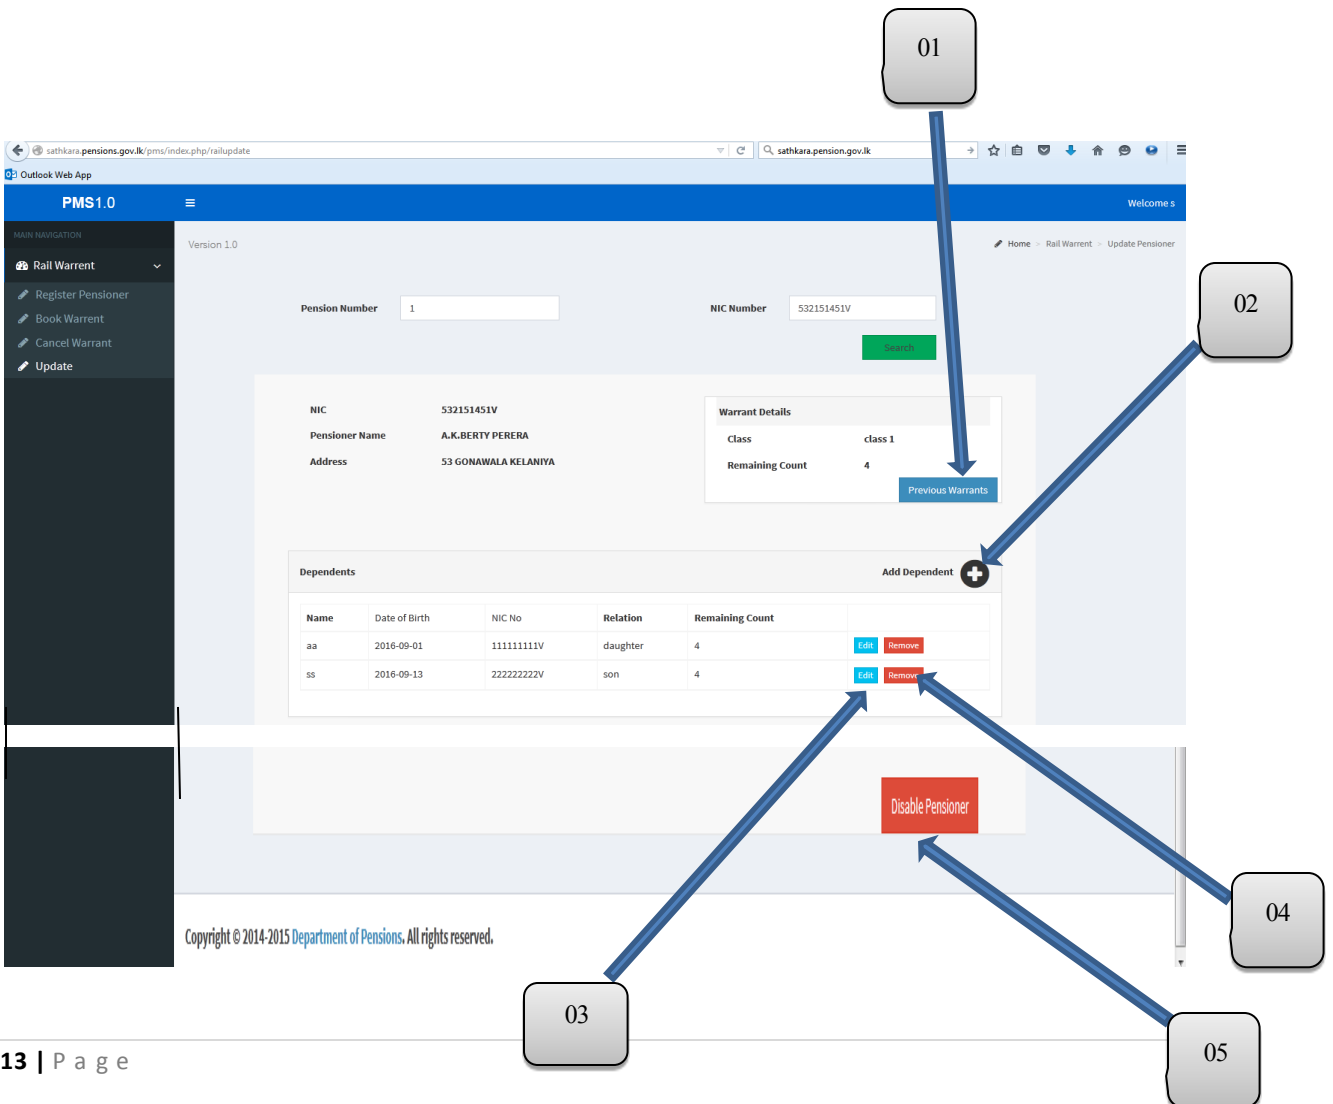 01
sathkara.pensions.gov.lk/pms/index.php/railupdate
sathkara.pension.gov.lk
Outlook Web App
PMS1.0
Welcome s
MAIN NAVIGATION
Version 1.0
Home > Rail Warrent > Update Pensioner
Rail Warrent
Register Pensioner
Book Warrent
Cancel Warrant
Update
02
Pension Number 1 NIC Number 532151451V
Search
NIC 532151451V
Pensioner Name A.K.BERTY PERERA
Address 53 GONAWALA KELANIYA
Warrant Details
Class class 1
Remaining Count 4
Previous Warrants
Dependents Add Dependent
Name Date of Birth NIC No Relation Remaining Count
aa 2016-09-01 111111111V daughter 4 Edit Remove
ss 2016-09-13 222222222V son 4 Edit Remove
Disable Pensioner
04
Copyright © 2014-2015 Department of Pensions. All rights reserved.
03
05
13 | Page